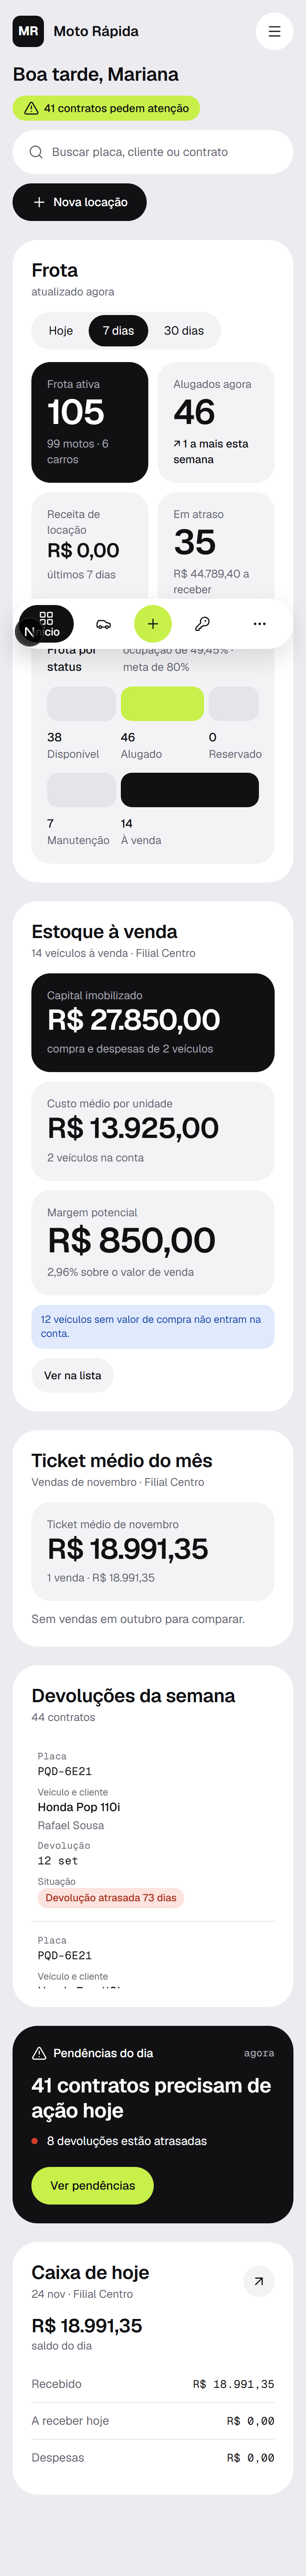 MR Moto Rápida
Boa tarde, Mariana
41 contratos pedem atenção
Buscar placa, cliente ou contrato
Nova locação
Frota
atualizado agora
Hoje 7 dias 30 dias
Frota ativa
105
99 motos · 6
carros
Alugados agora
46
1 a mais esta
semana
Receita de
locação
R$ 0,00
últimos 7 dias
Em atraso
35
R$ 44.789,40 a
receber
Frota por
status
ocupação de 49,45% ·
meta de 80%
38
Disponível
46
Alugado
0
Reservado
7
Manutenção
14
À venda
Estoque à venda
14 veículos à venda · Filial Centro
Capital imobilizado
R$ 27.850,00
compra e despesas de 2 veículos
Custo médio por unidade
R$ 13.925,00
2 veículos na conta
Margem potencial
R$ 850,00
2,96% sobre o valor de venda
12 veículos sem valor de compra não entram na
conta.
Ver na lista
Ticket médio do mês
Vendas de novembro · Filial Centro
Ticket médio de novembro
R$ 18.991,35
1 venda · R$ 18.991,35
Sem vendas em outubro para comparar.
Devoluções da semana
44 contratos
Placa
PQD-6E21
Veículo e cliente
Honda Pop 110i
Rafael Sousa
Devolução
12 set
Situação
Devolução atrasada 73 dias
Placa
PQD-6E21
Veículo e cliente
Pendências do dia
agora
41 contratos precisam de
ação hoje
8 devoluções estão atrasadas
Ver pendências
Caixa de hoje
24 nov · Filial Centro
R$ 18.991,35
saldo do dia
Recebido R$ 18.991,35
A receber hoje R$ 0,00
Despesas R$ 0,00